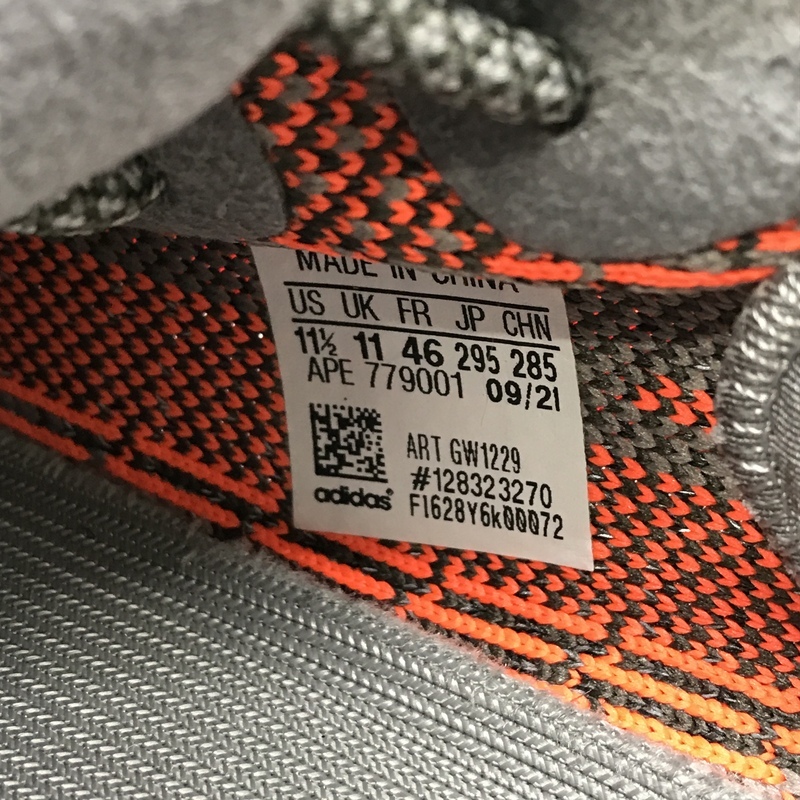 MADE IN CHINA
US UK FR JP CHN
11½ 11 46 295 285
APE 779001 09/21
ART GW1229
#128323270
adidas®
F1628Y6k00072